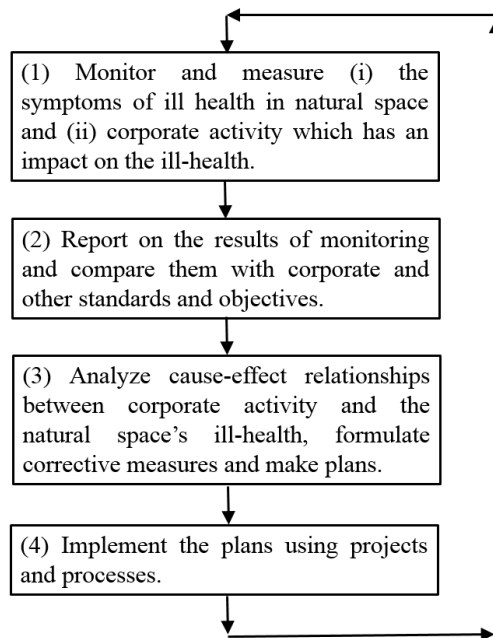 (1) Monitor and measure (i) the
symptoms of ill health in natural space
and (ii) corporate activity which has an
impact on the ill-health.
(2) Report on the results of monitoring
and compare them with corporate and
other standards and objectives.
(3) Analyze cause-effect relationships
between corporate activity and the
natural space's ill-health, formulate
corrective measures and make plans.
(4) Implement the plans using projects
and processes.